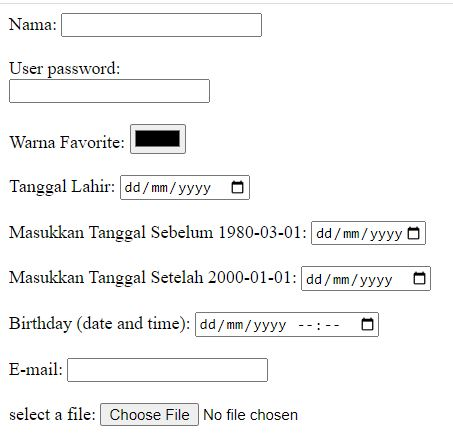 Nama:
User password:
Warna Favorite:
Tanggal Lahir: dd/mm/yyyy
Masukkan Tanggal Sebelum 1980-03-01: dd/mm/yyyy
Masukkan Tanggal Setelah 2000-01-01: dd/mm/yyyy
Birthday (date and time): dd/mm/yyyy --:--
E-mail:
select a file: Choose File No file chosen